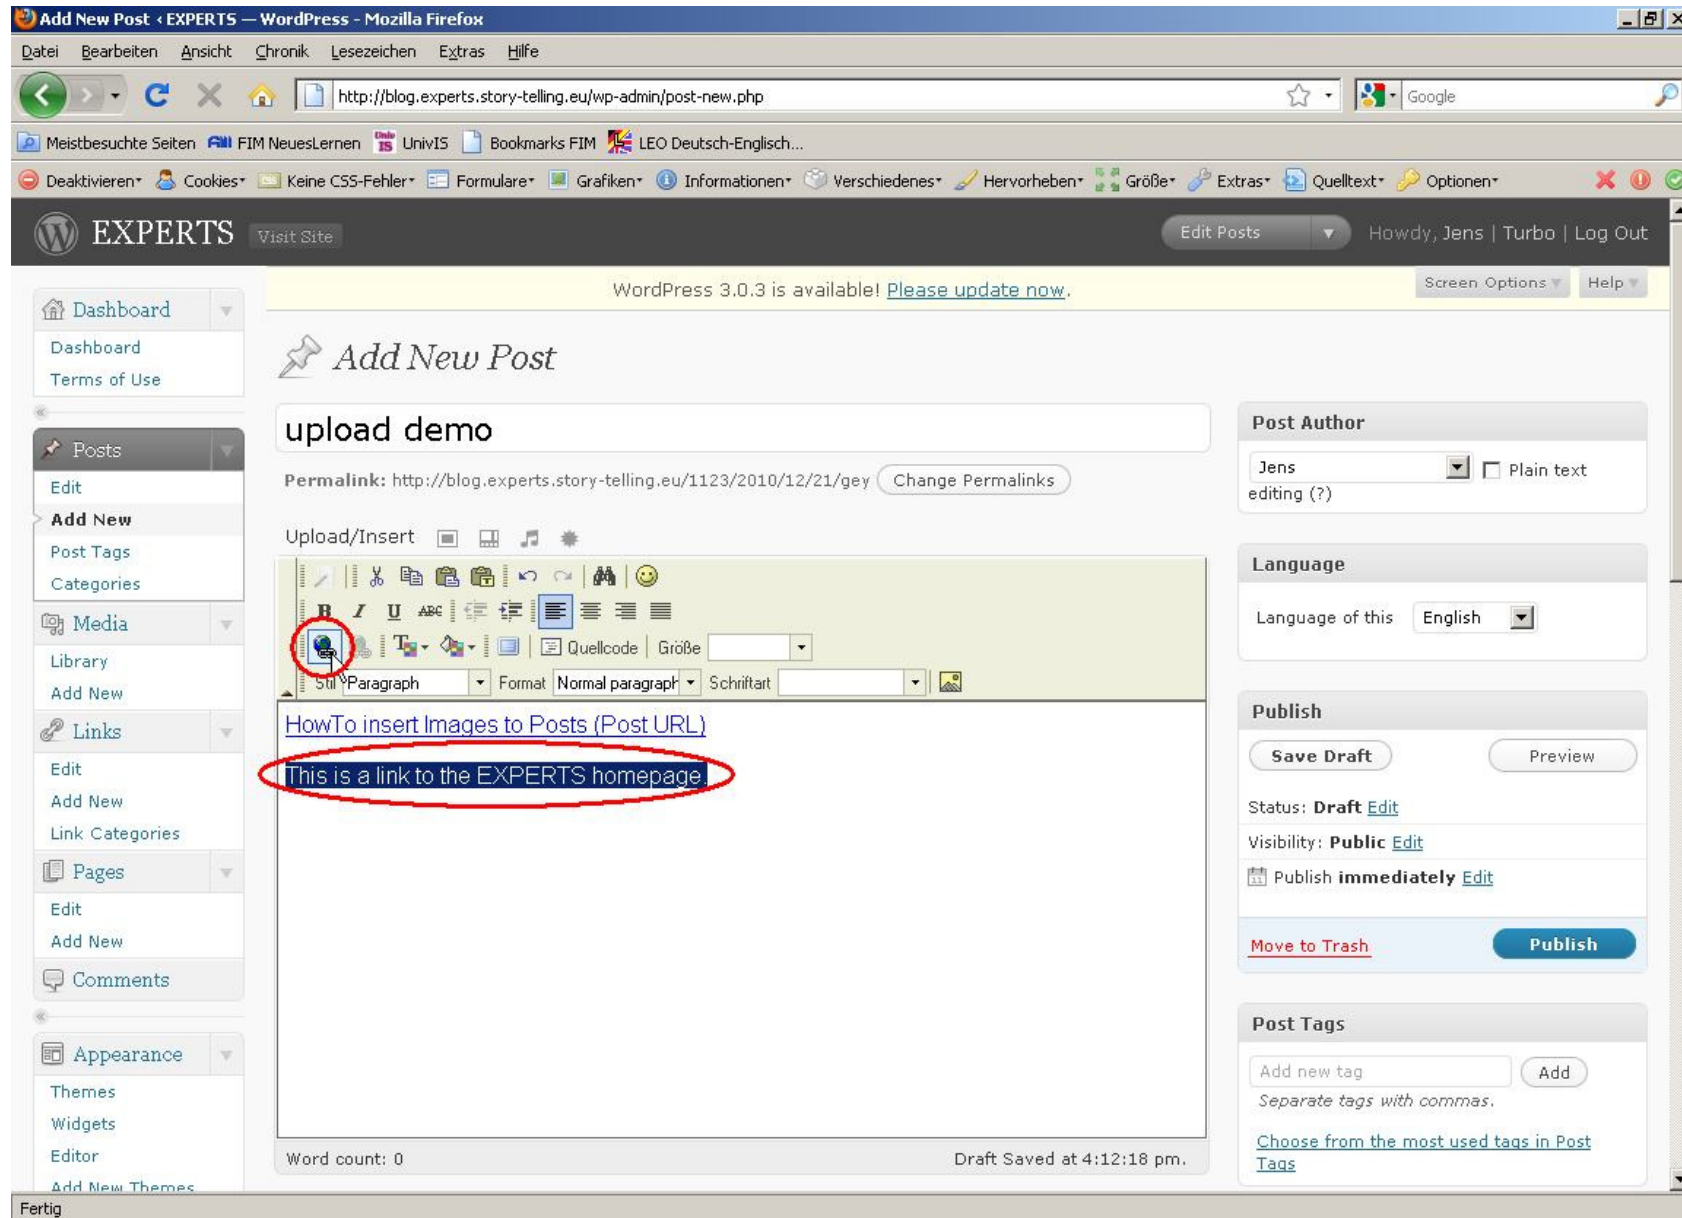 Add New Post ‹ EXPERTS — WordPress - Mozilla Firefox
Datei Bearbeiten Ansicht Chronik Lesezeichen Extras Hilfe
http://blog.experts.story-telling.eu/wp-admin/post-new.php Google
Meistbesuchte Seiten FIM NeuesLernen UnivIS Bookmarks FIM LEO Deutsch-Englisch...
Deaktivieren Cookies Keine CSS-Fehler Formulare Grafiken Informationen Verschiedenes Hervorheben Größe Extras Quelltext Optionen
EXPERTS Visit Site Edit Posts Howdy, Jens | Turbo | Log Out
WordPress 3.0.3 is available! Please update now. Screen Options Help
Dashboard
Dashboard
Terms of Use
Posts
Edit
Add New
Post Tags
Categories
Media
Library
Add New
Links
Edit
Add New
Link Categories
Pages
Edit
Add New
Comments
Appearance
Themes
Widgets
Editor
Add New Themes
Add New Post
upload demo
Permalink: http://blog.experts.story-telling.eu/1123/2010/12/21/gey Change Permalinks
Upload/Insert
B I U ABC
Quellcode Größe
Stil Paragraph Format Normal paragraph Schriftart
HowTo insert Images to Posts (Post URL)
This is a link to the EXPERTS homepage.
Word count: 0 Draft Saved at 4:12:18 pm.
Post Author
Jens Plain text
editing (?)
Language
Language of this English
Publish
Save Draft Preview
Status: Draft Edit
Visibility: Public Edit
Publish immediately Edit
Move to Trash Publish
Post Tags
Add new tag Add
Separate tags with commas.
Choose from the most used tags in Post
Tags
Fertig